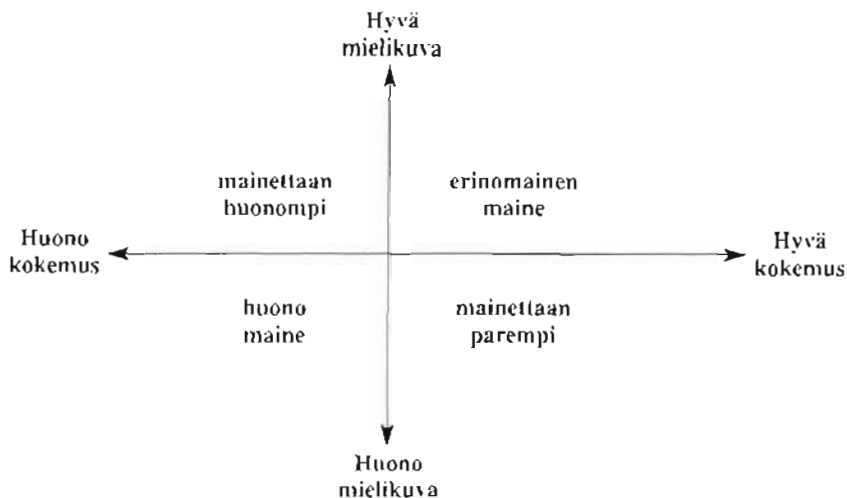 Hyvä
mielikuva
mainettaan
huonompi
erinomainen
maine
Huono
kokemus
Hyvä
kokemus
huono
maine
mainettaan
parempi
Huono
mielikuva